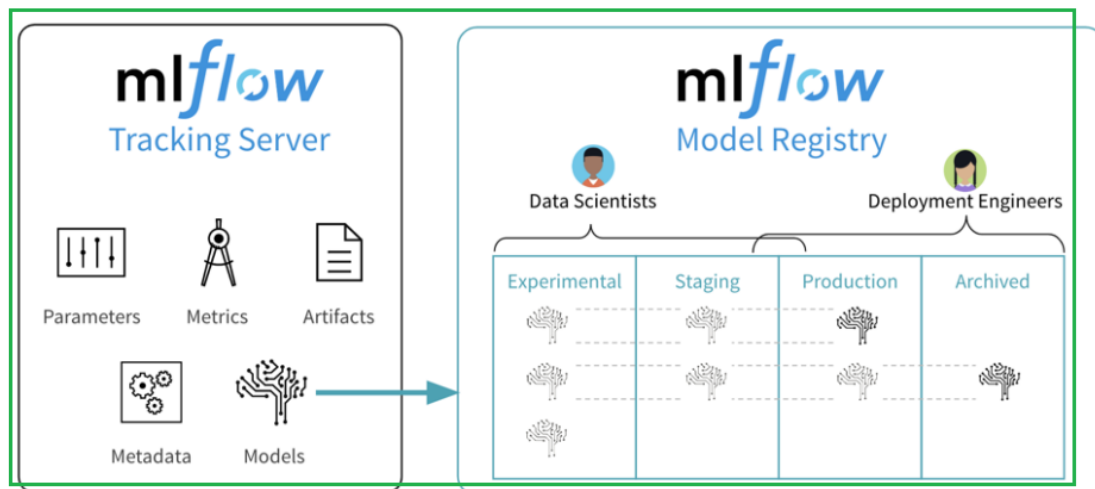 mlflow
Tracking Server
Parameters
Metrics
Artifacts
Metadata
Models
mlflow
Model Registry
Data Scientists
Deployment Engineers
Experimental
Staging
Production
Archived